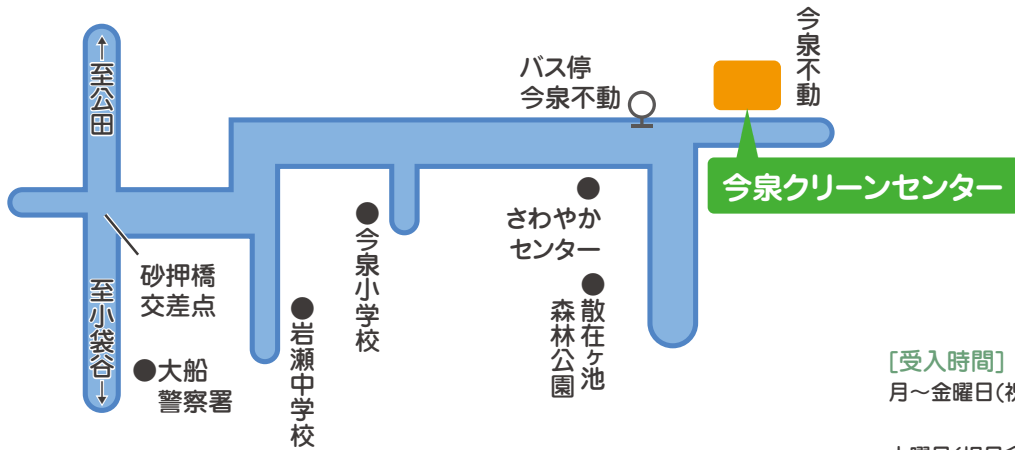 ↑至公田
バス停
今泉不動
今泉不動
今泉クリーンセンター
さわやか
センター
散在ヶ池
森林公園
今泉小学校
岩瀬中学校
砂押橋
交差点
至小袋谷↓
大船
警察署
[受入時間]
月～金曜日(祝